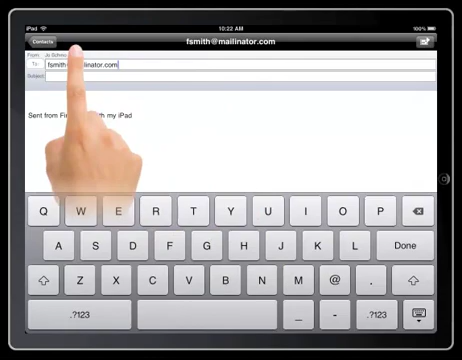 iPad 10:22 AM 100%
Contacts fsmith@mailinator.com
From:
To: fsmith linator.com
Subject:
Sent from with my iPad
Q W E R T Y U I O P
A S D F G H J K L Done
Z X C V B N M @ .
.?123 _ - .?123